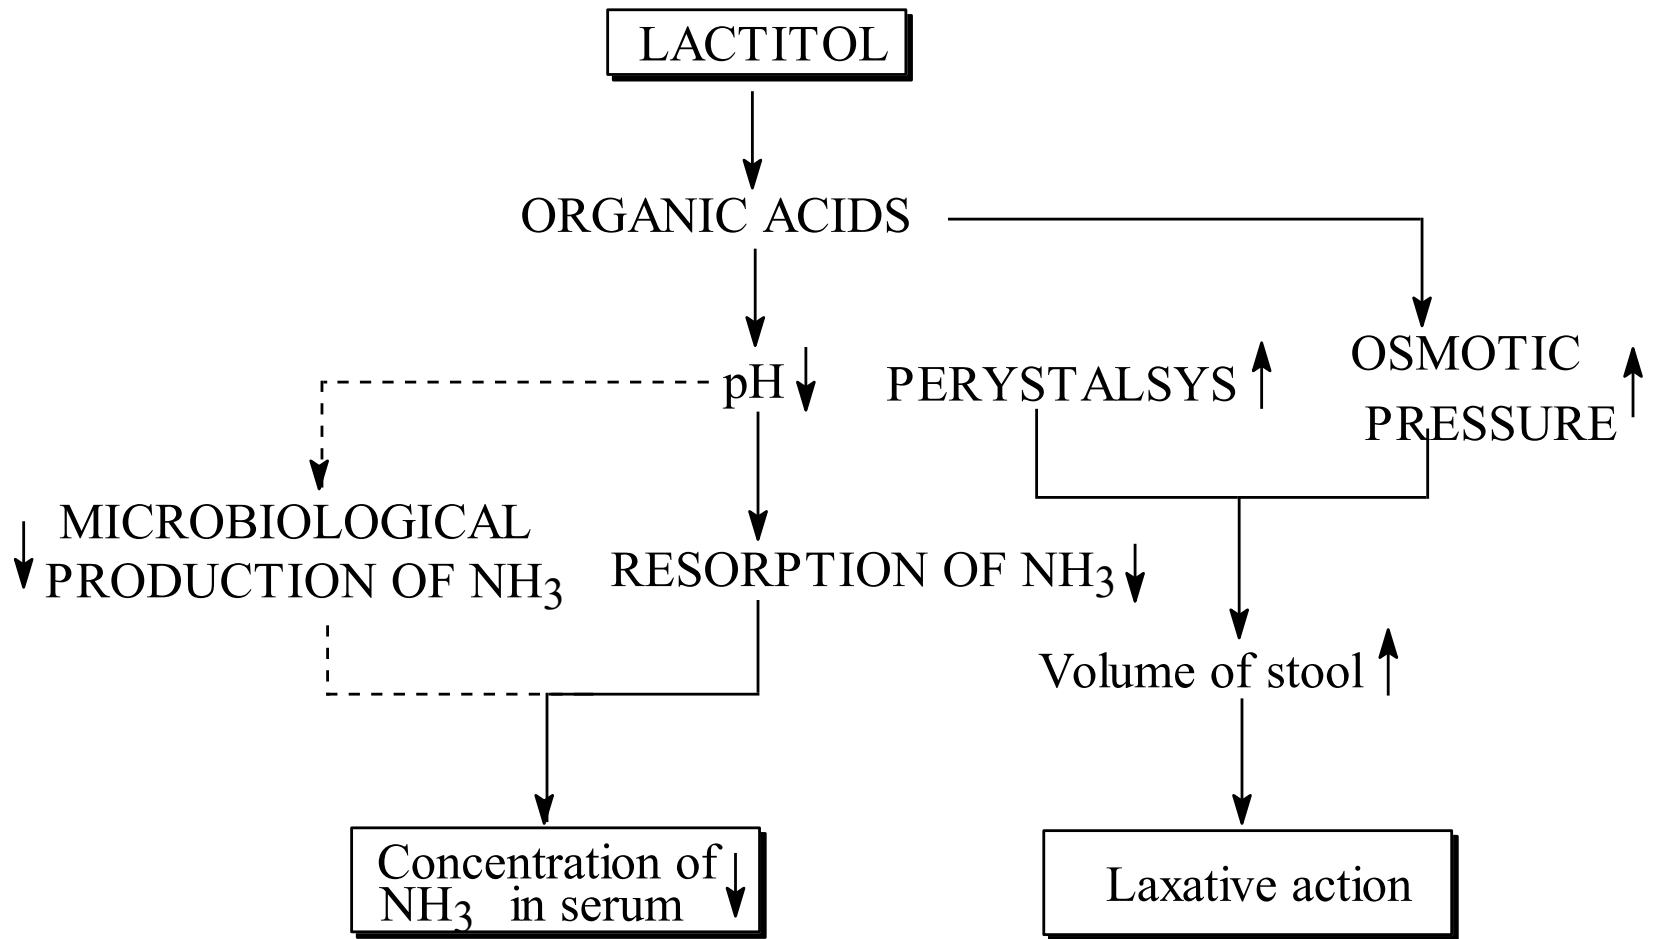 LACTITOL
ORGANIC ACIDS
pH
PERYSTALSYS
OSMOTIC
PRESSURE
MICROBIOLOGICAL
PRODUCTION OF NH3
RESORPTION OF NH3
Volume of stool
Concentration of
NH3 in serum
Laxative action